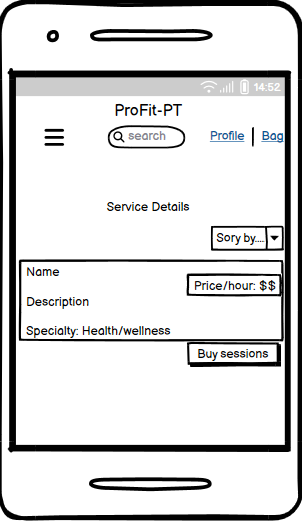 14:52
ProFit-PT
search
Profile
Bag
Service Details
Sory by....
Name
Price/hour: $$
Description
Specialty: Health/wellness
Buy sessions